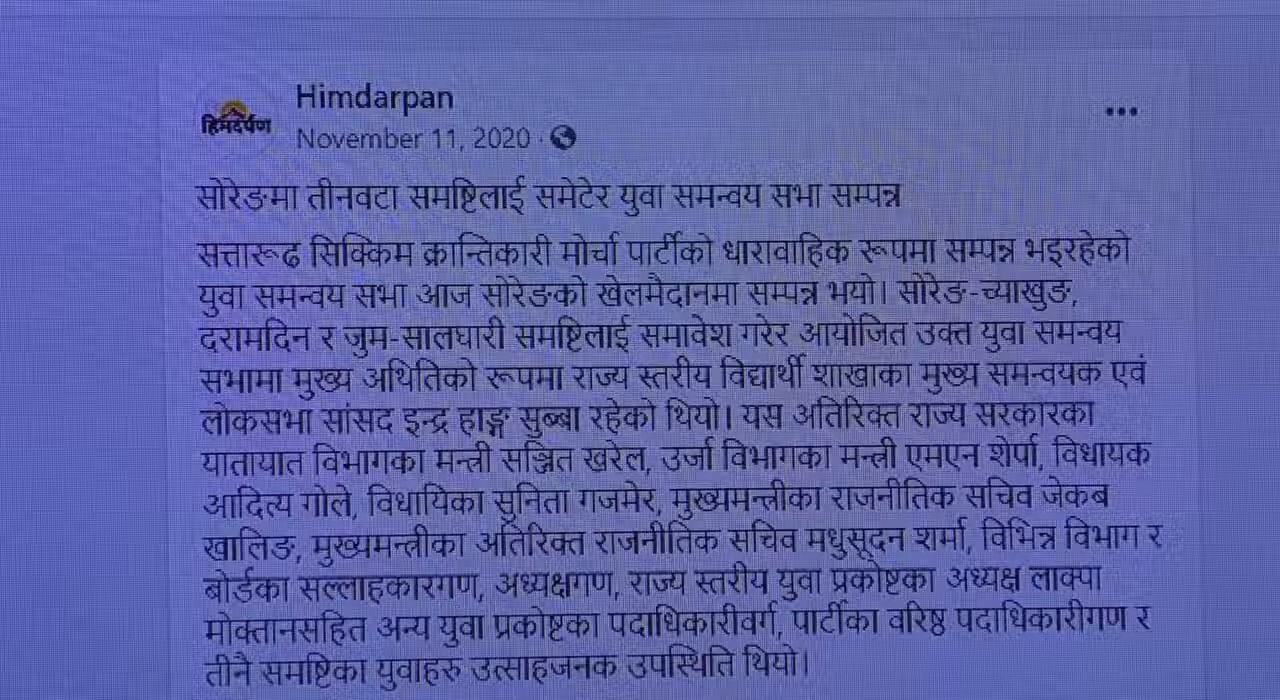 Himdarpan
हिमदर्पण
November 11, 2020 ·
सोरेङमा तीनवटा समष्टिलाई समेटेर युवा समन्वय सभा सम्पन्न
सत्तारूढ सिक्किम क्रान्तिकारी मोर्चा पार्टीको धारावाहिक रूपमा सम्पन्न भइरहेको
युवा समन्वय सभा आज सोरेङको खेलमैदानमा सम्पन्न भयो। सोरेङ-च्याखुङ,
दरामदिन र जुम-सालघारी समष्टिलाई समावेश गरेर आयोजित उक्त युवा समन्वय
सभामा मुख्य अथितिको रूपमा राज्य स्तरीय विद्यार्थी शाखाका मुख्य समन्वयक एवं
लोकसभा सांसद इन्द्र हाङ्ग सुब्बा रहेको थियो। यस अतिरिक्त राज्य सरकारका
यातायात विभागका मन्त्री सञ्जित खरेल, उर्जा विभागका मन्त्री एमएन शेर्पा, विधायक
आदित्य गोले, विधायिका सुनिता गजमेर, मुख्यमन्त्रीका राजनीतिक सचिव जेकब
खालिङ, मुख्यमन्त्रीका अतिरिक्त राजनीतिक सचिव मधुसूदन शर्मा, विभिन्न विभाग र
बोर्डका सल्लाहकारगण, अध्यक्षगण, राज्य स्तरीय युवा प्रकोष्टका अध्यक्ष लाक्पा
मोक्तानसहित अन्य युवा प्रकोष्टका पदाधिकारीवर्ग, पार्टीका वरिष्ठ पदाधिकारीगण र
तीनै समष्टिका युवाहरु उत्साहजनक उपस्थिति थियो।